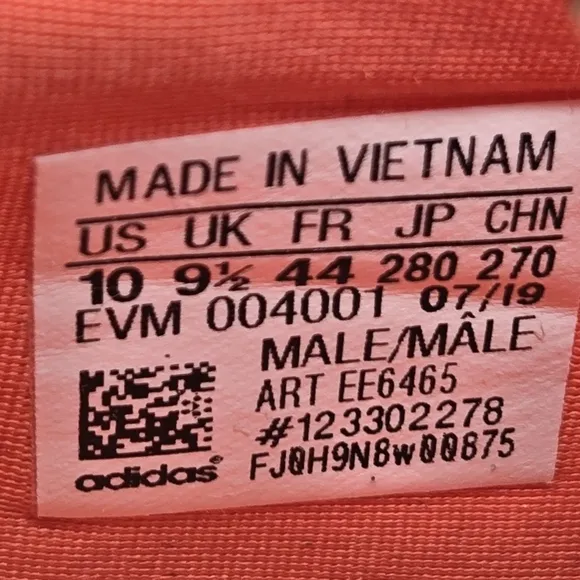 MADE IN VIETNAM
US UK FR JP CHN
10 9½ 44 280 270
EVM 004001 07/19
MALE/MÂLE
ART EE6465
#123302278
FJ0H9N8w00875
adidas